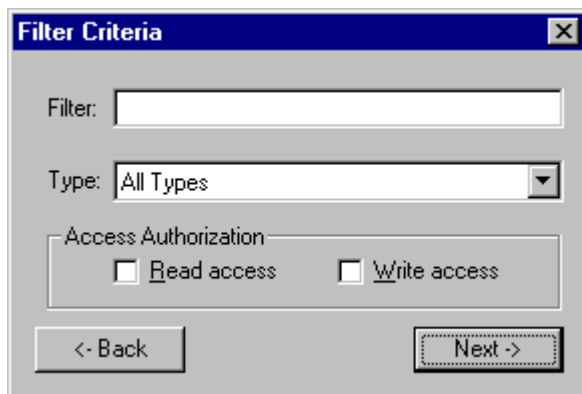 Filter Criteria
Filter:
Type: All Types
Access Authorization
Read access Write access
<- Back Next ->